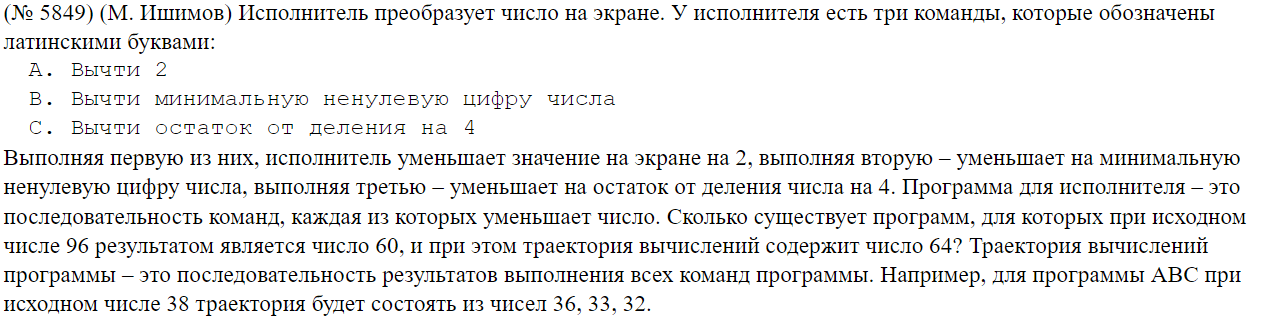 (№ 5849) (М. Ишимов) Исполнитель преобразует число на экране. У исполнителя есть три команды, которые обозначены
латинскими буквами:
A. Вычти 2
B. Вычти минимальную ненулевую цифру числа
C. Вычти остаток от деления на 4
Выполняя первую из них, исполнитель уменьшает значение на экране на 2, выполняя вторую – уменьшает на минимальную
ненулевую цифру числа, выполняя третью – уменьшает на остаток от деления числа на 4. Программа для исполнителя – это
последовательность команд, каждая из которых уменьшает число. Сколько существует программ, для которых при исходном
числе 96 результатом является число 60, и при этом траектория вычислений содержит число 64? Траектория вычислений
программы – это последовательность результатов выполнения всех команд программы. Например, для программы ABC при
исходном числе 38 траектория будет состоять из чисел 36, 33, 32.